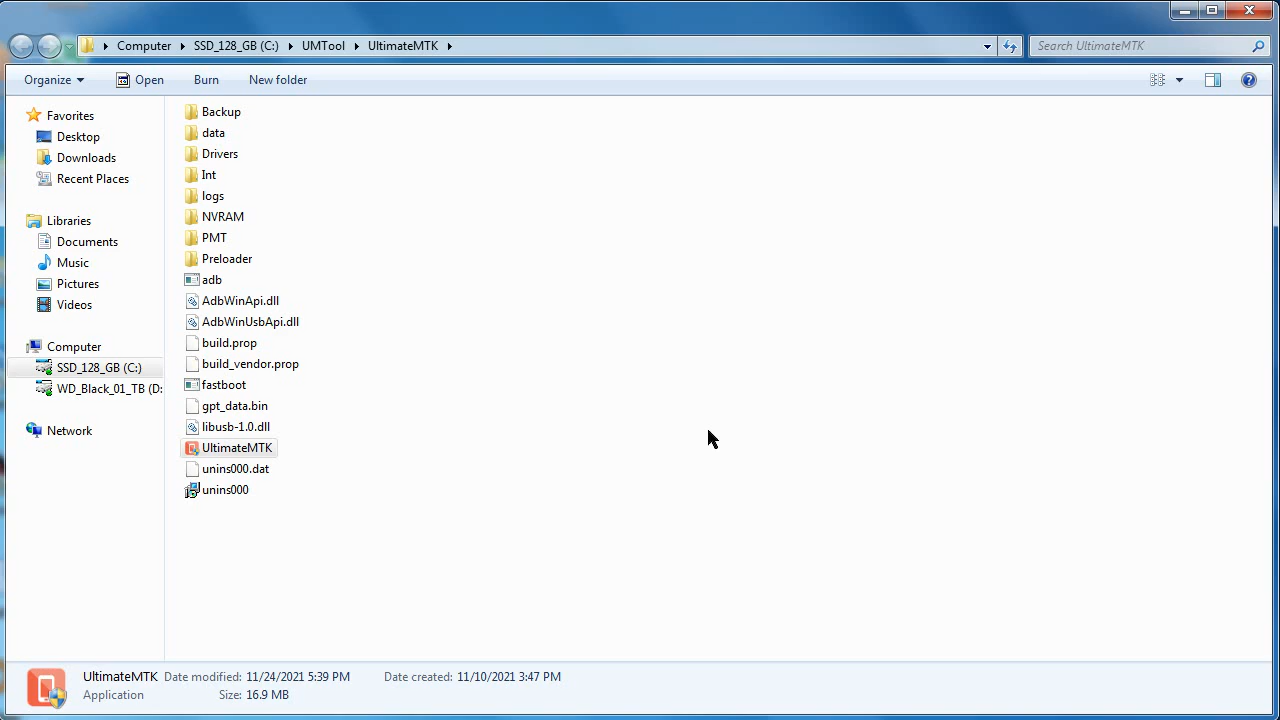 Computer SSD_128_GB (C:) UMTool UltimateMTK
Search UltimateMTK
Organize Open Burn New folder
Favorites
Desktop
Downloads
Recent Places
Libraries
Documents
Music
Pictures
Videos
Computer
SSD_128_GB (C:)
WD_Black_01_TB (D:
Network
Backup
data
Drivers
Int
logs
NVRAM
PMT
Preloader
adb
AdbWinApi.dll
AdbWinUsbApi.dll
build.prop
build_vendor.prop
fastboot
gpt_data.bin
libusb-1.0.dll
UltimateMTK
unins000.dat
unins000
UltimateMTK Date modified: 11/24/2021 5:39 PM Date created: 11/10/2021 3:47 PM
Application Size: 16.9 MB